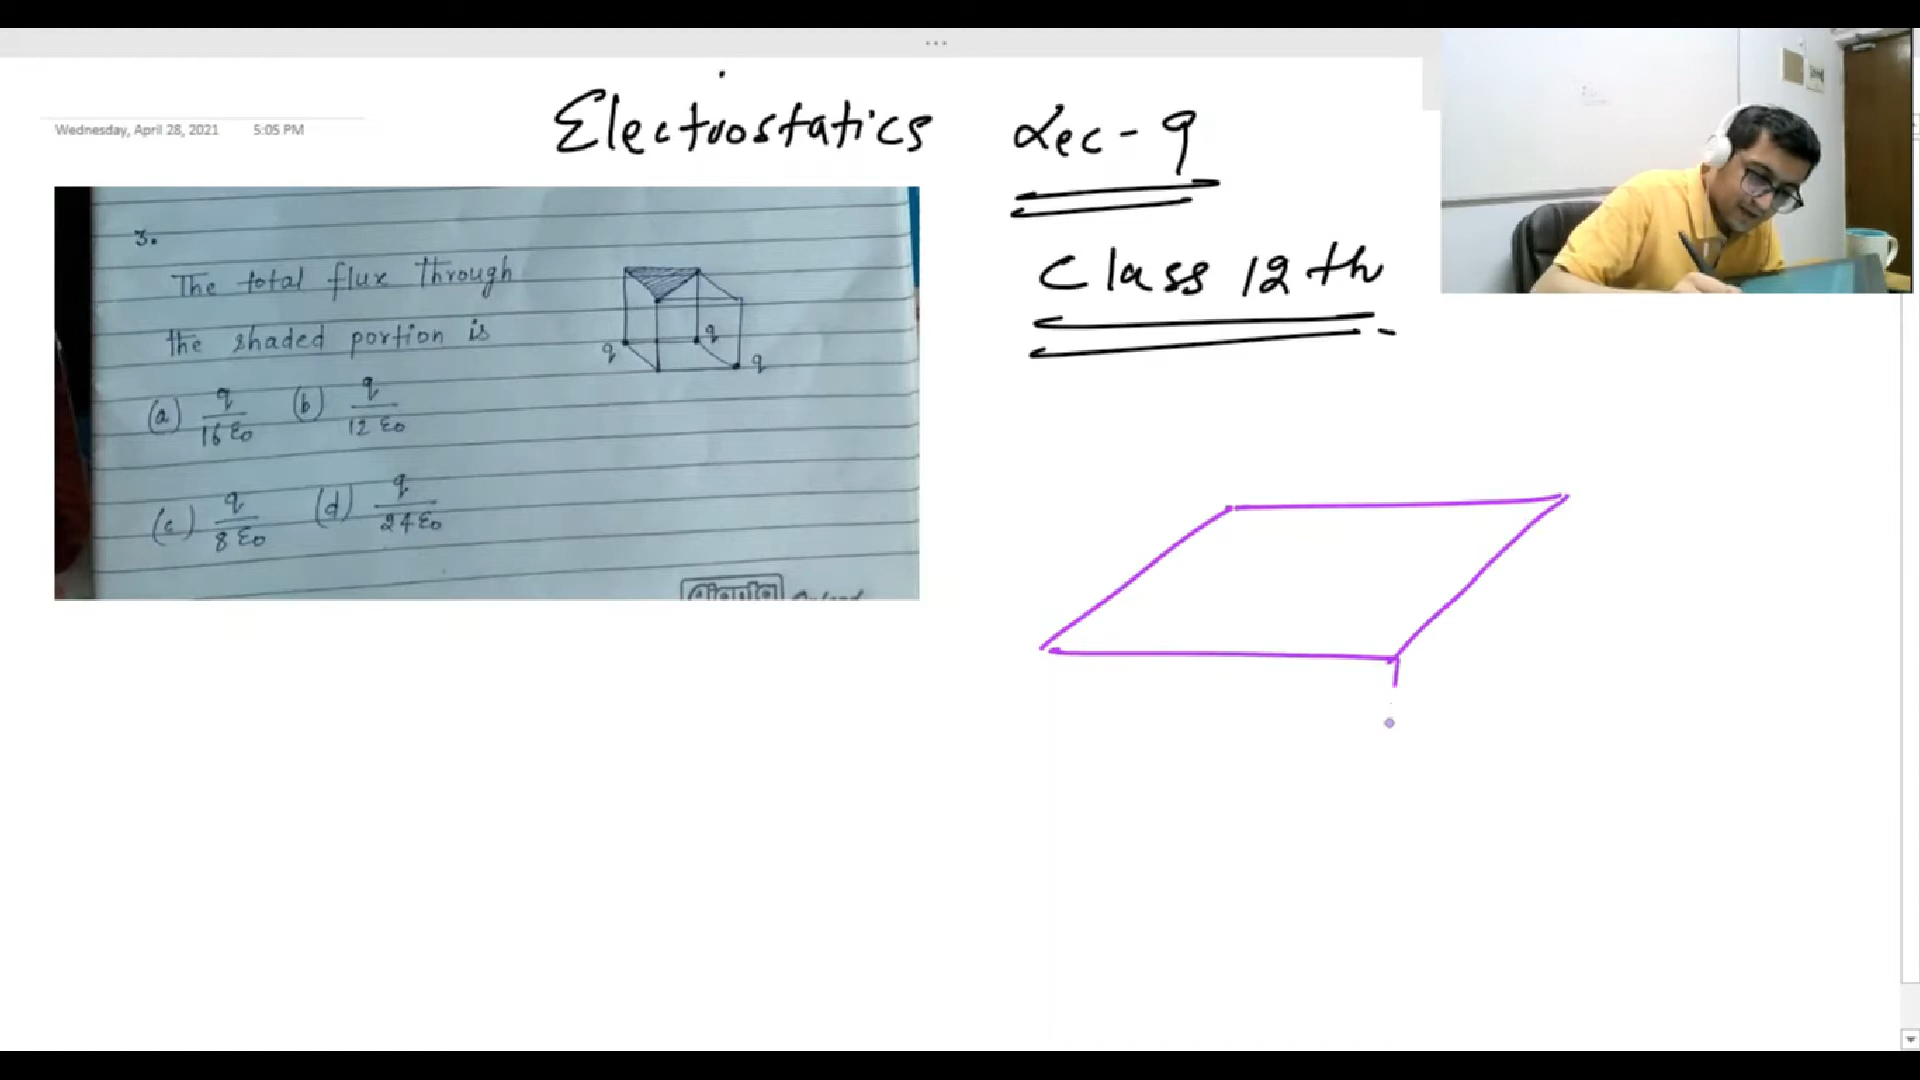 Electrostatics Lec - 9
Wednesday, April 28, 2021 5:05 PM
Class 12th
3.
The total flux through
the shaded portion is
q
q
q
(a) q/16 ε0 (b) q/12 ε0
(c) q/8 ε0 (d) q/24 ε0